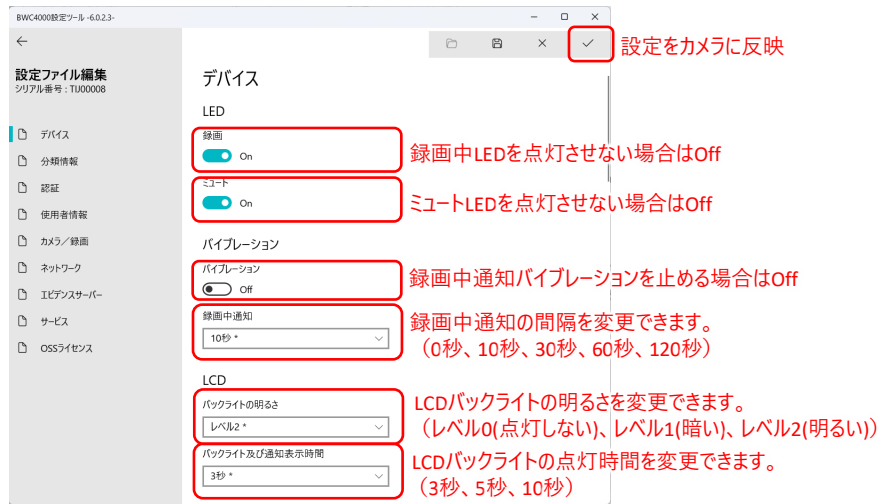 BWC4000設定ツール -6.0.2.3-
設定をカメラに反映
設定ファイル編集
シリアル番号 : TIJ00008
デバイス
分類情報
認証
使用者情報
カメラ／録画
ネットワーク
エビデンスサーバー
サービス
OSSライセンス
デバイス
LED
録画
On
録画中LEDを点灯させない場合はOff
ミュート
On
ミュートLEDを点灯させない場合はOff
バイブレーション
バイブレーション
Off
録画中通知バイブレーションを止める場合はOff
録画中通知
10秒 *
録画中通知の間隔を変更できます。
（0秒、10秒、30秒、60秒、120秒）
LCD
バックライトの明るさ
レベル2 *
LCDバックライトの明るさを変更できます。
（レベル0(点灯しない)、レベル1(暗い)、レベル2(明るい)）
バックライト及び通知表示時間
3秒 *
LCDバックライトの点灯時間を変更できます。
（3秒、5秒、10秒）